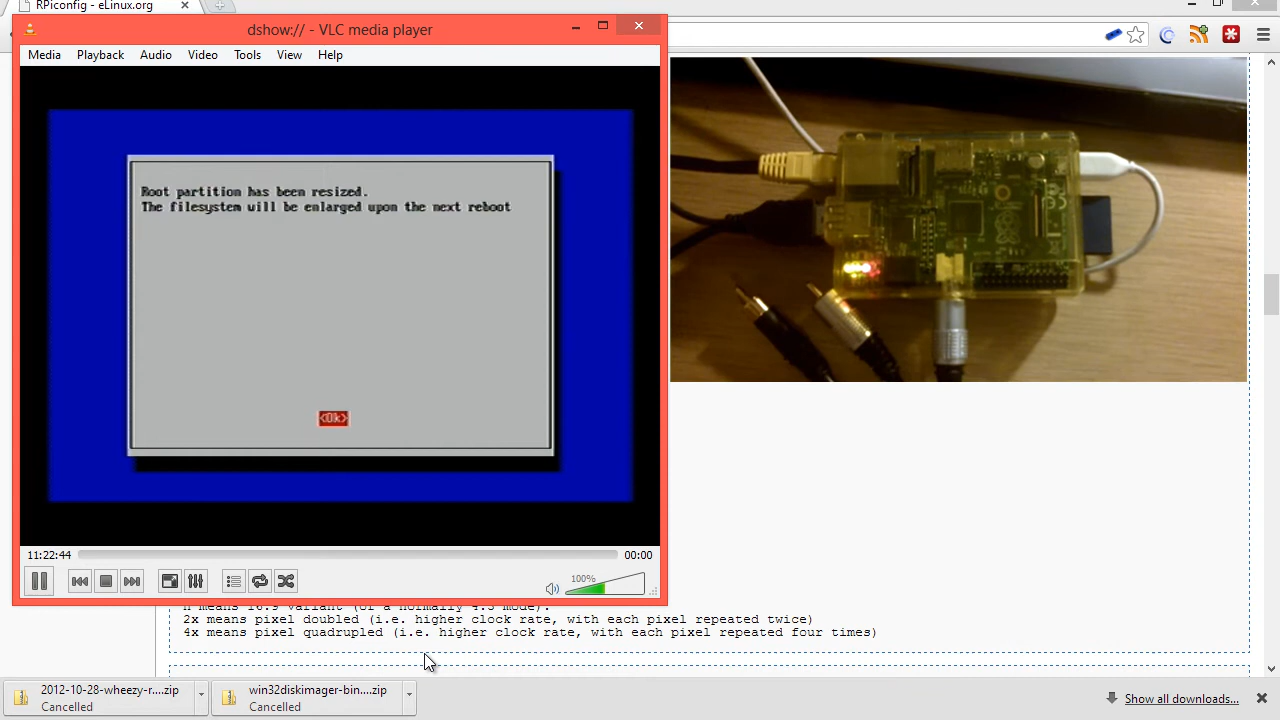 RPiconfig - eLinux.org
dshow:// - VLC media player
Media Playback Audio Video Tools View Help
Root partition has been resized.
The filesystem will be enlarged upon the next reboot
<Ok>
11:22:44
00:00
100%
2x means pixel doubled (i.e. higher clock rate, with each pixel repeated twice)
4x means pixel quadrupled (i.e. higher clock rate, with each pixel repeated four times)
2012-10-28-wheezy-r....zip
Cancelled
win32diskimager-bin....zip
Cancelled
Show all downloads...